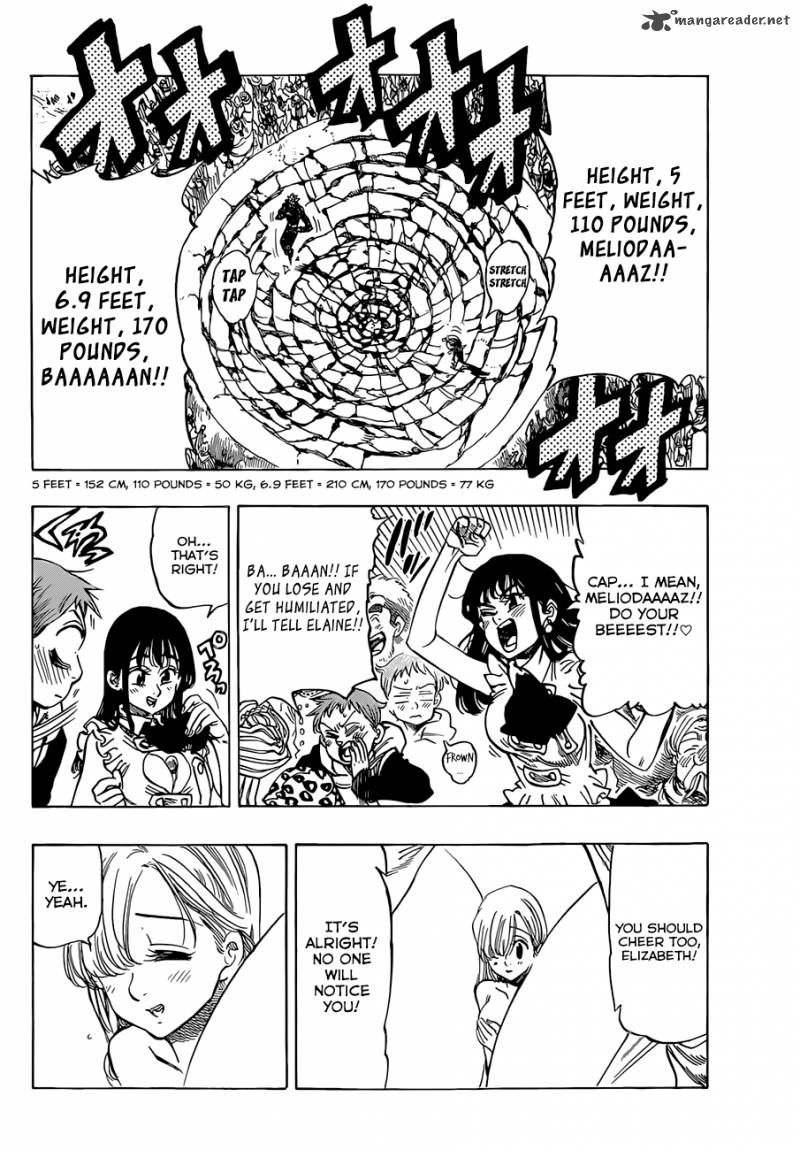 mangareader.net
オオ
オオオ
HEIGHT, 5
FEET, WEIGHT,
110 POUNDS,
MELIODAA-
AAAZ!!
STRETCH
STRETCH
TAP
TAP
HEIGHT,
6.9 FEET,
WEIGHT, 170
POUNDS,
BAAAAAAN!!
オオ
5 FEET = 152 CM, 110 POUNDS = 50 KG, 6.9 FEET = 210 CM, 170 POUNDS = 77 KG
CAP... I MEAN,
MELIODAAAAZ!!
DO YOUR
BEEEEST!!♡
BA... BAAAN!! IF
YOU LOSE AND
GET HUMILIATED,
I'LL TELL ELAINE!!
FROWN
...
OH...
THAT'S
RIGHT!
YOU SHOULD
CHEER TOO,
ELIZABETH!
IT'S
ALRIGHT!
NO ONE
WILL
NOTICE
YOU!
YE...
YEAH.